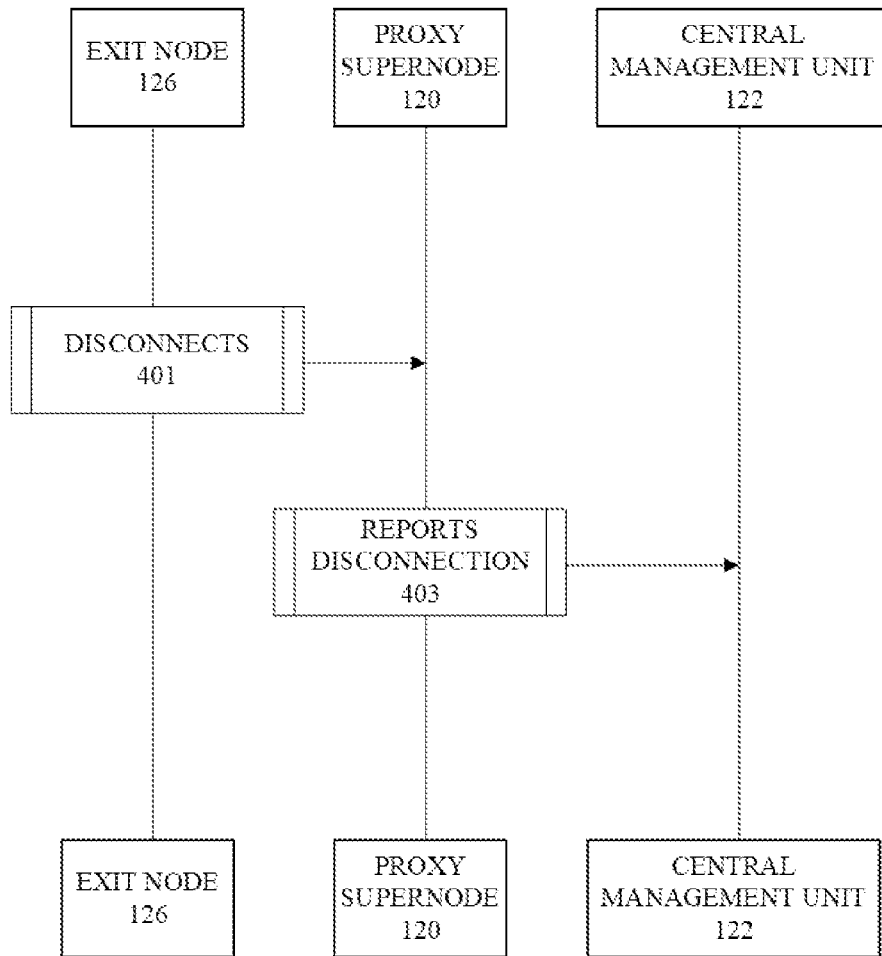 EXIT NODE
126
PROXY
SUPERNODE
120
CENTRAL
MANAGEMENT UNIT
122
DISCONNECTS
401
REPORTS
DISCONNECTION
403
EXIT NODE
126
PROXY
SUPERNODE
120
CENTRAL
MANAGEMENT UNIT
122